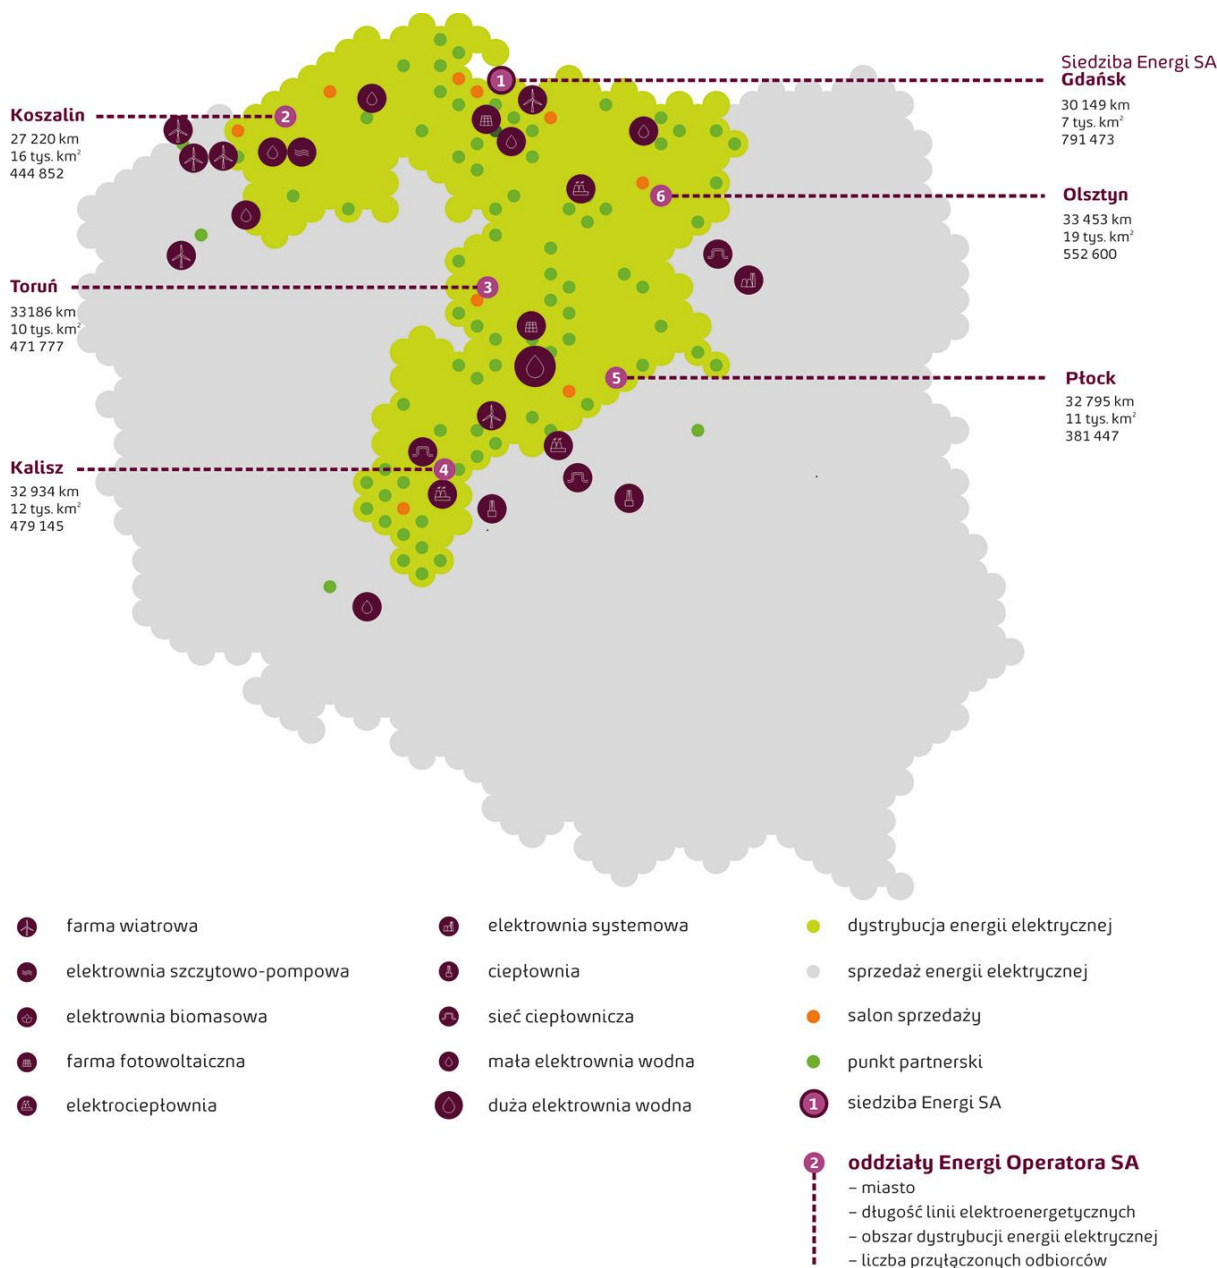 Siedziba Energi SA
Gdańsk
30 149 km
7 tys. km²
791 473
Koszalin
27 220 km
16 tys. km²
444 852
Olsztyn
33 453 km
19 tys. km²
552 600
Toruń
33186 km
10 tys. km²
471 777
Płock
32 795 km
11 tys. km²
381 447
Kalisz
32 934 km
12 tys. km²
479 145
1
2
6
3
5
4
farma wiatrowa
elektrownia szczytowo-pompowa
elektrownia biomasowa
farma fotowoltaiczna
elektrociepłownia
elektrownia systemowa
ciepłownia
sieć ciepłownicza
mała elektrownia wodna
duża elektrownia wodna
dystrybucja energii elektrycznej
sprzedaż energii elektrycznej
salon sprzedaży
punkt partnerski
1 siedziba Energi SA
2 oddziały Energi Operatora SA
– miasto
– długość linii elektroenergetycznych
– obszar dystrybucji energii elektrycznej
– liczba przyłączonych odbiorców